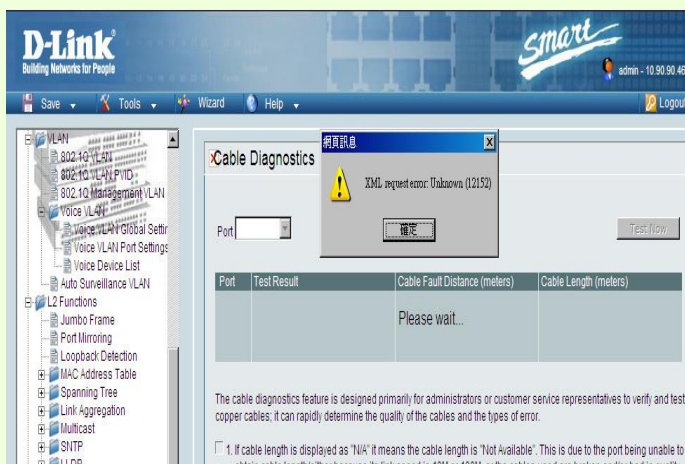 D-Link
Building Networks for People
smart
admin - 10.90.90.46
Save
Tools
Wizard
Help
Logout
VLAN
802.1Q VLAN
802.1Q VLAN PVID
802.1Q Management VLAN
Voice VLAN
Voice VLAN Global Settin
Voice VLAN Port Settings
Voice Device List
Auto Surveillance VLAN
L2 Functions
Jumbo Frame
Port Mirroring
Loopback Detection
MAC Address Table
Spanning Tree
Link Aggregation
Multicast
SNTP
LLDP
Cable Diagnostics
網頁訊息
XML request error: Unknown (12152)
確定
Port
Test Now
Port Test Result Cable Fault Distance (meters) Cable Length (meters)
Please wait...
The cable diagnostics feature is designed primarily for administrators or customer service representatives to verify and test
copper cables; it can rapidly determine the quality of the cables and the types of error.
1. If cable length is displayed as "N/A" it means the cable length is "Not Available". This is due to the port being unable to